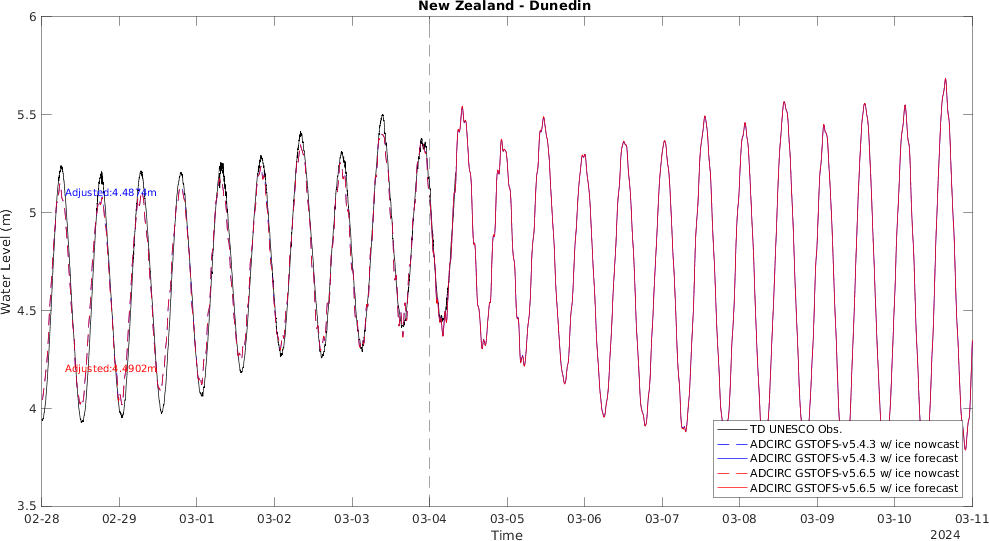 New Zealand - Dunedin
6
5.5
5
4.5
4
3.5
Water Level (m)
Adjusted:4.4874m
Adjusted:4.4902m
TD UNESCO Obs.
ADCIRC GSTOFS-v5.4.3 w/ ice nowcast
ADCIRC GSTOFS-v5.4.3 w/ ice forecast
ADCIRC GSTOFS-v5.6.5 w/ ice nowcast
ADCIRC GSTOFS-v5.6.5 w/ ice forecast
02-28 02-29 03-01 03-02 03-03 03-04 03-05 03-06 03-07 03-08 03-09 03-10 03-11
Time
2024